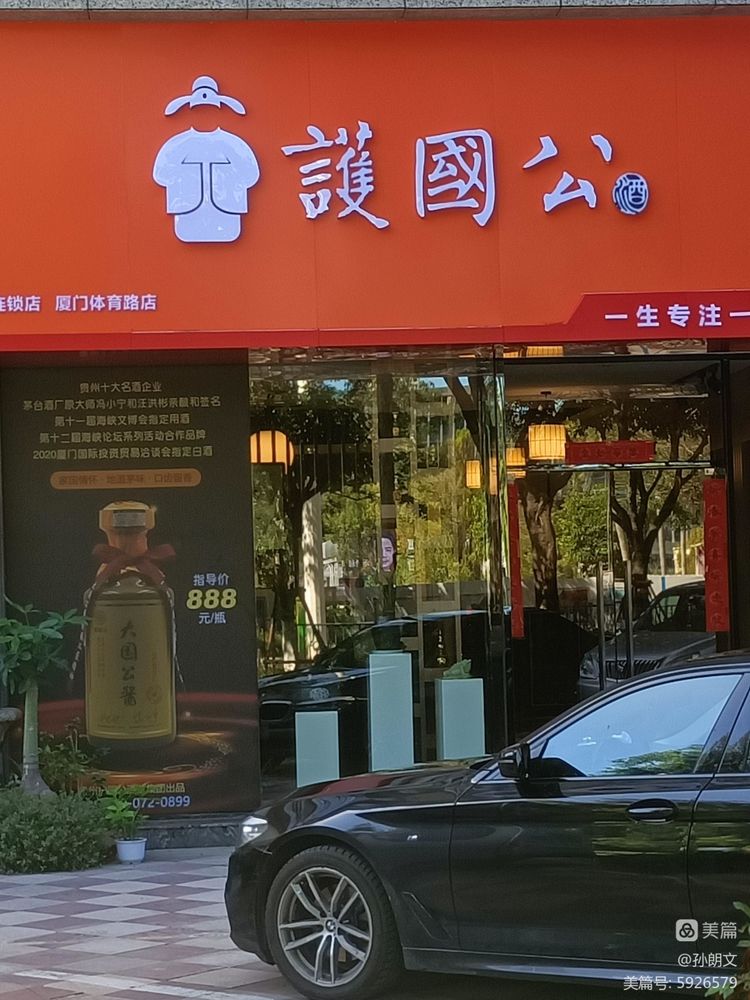 護國公酒
连锁店 厦门体育路店
一生专注一
贵州十大名酒企业
茅台酒厂原大师冯小宁和汪洪彬亲酿和签名
第十一届海峡文博会指定用酒
第十二届海峡论坛系列活动合作品牌
2020厦门国际投资贸易洽谈会指定白酒
家国情怀·地道茅味·口齿留香
指导价
888
元/瓶
大国公酱
集团出品
072-0899
美篇
@孙朗文
美篇号: 5926579